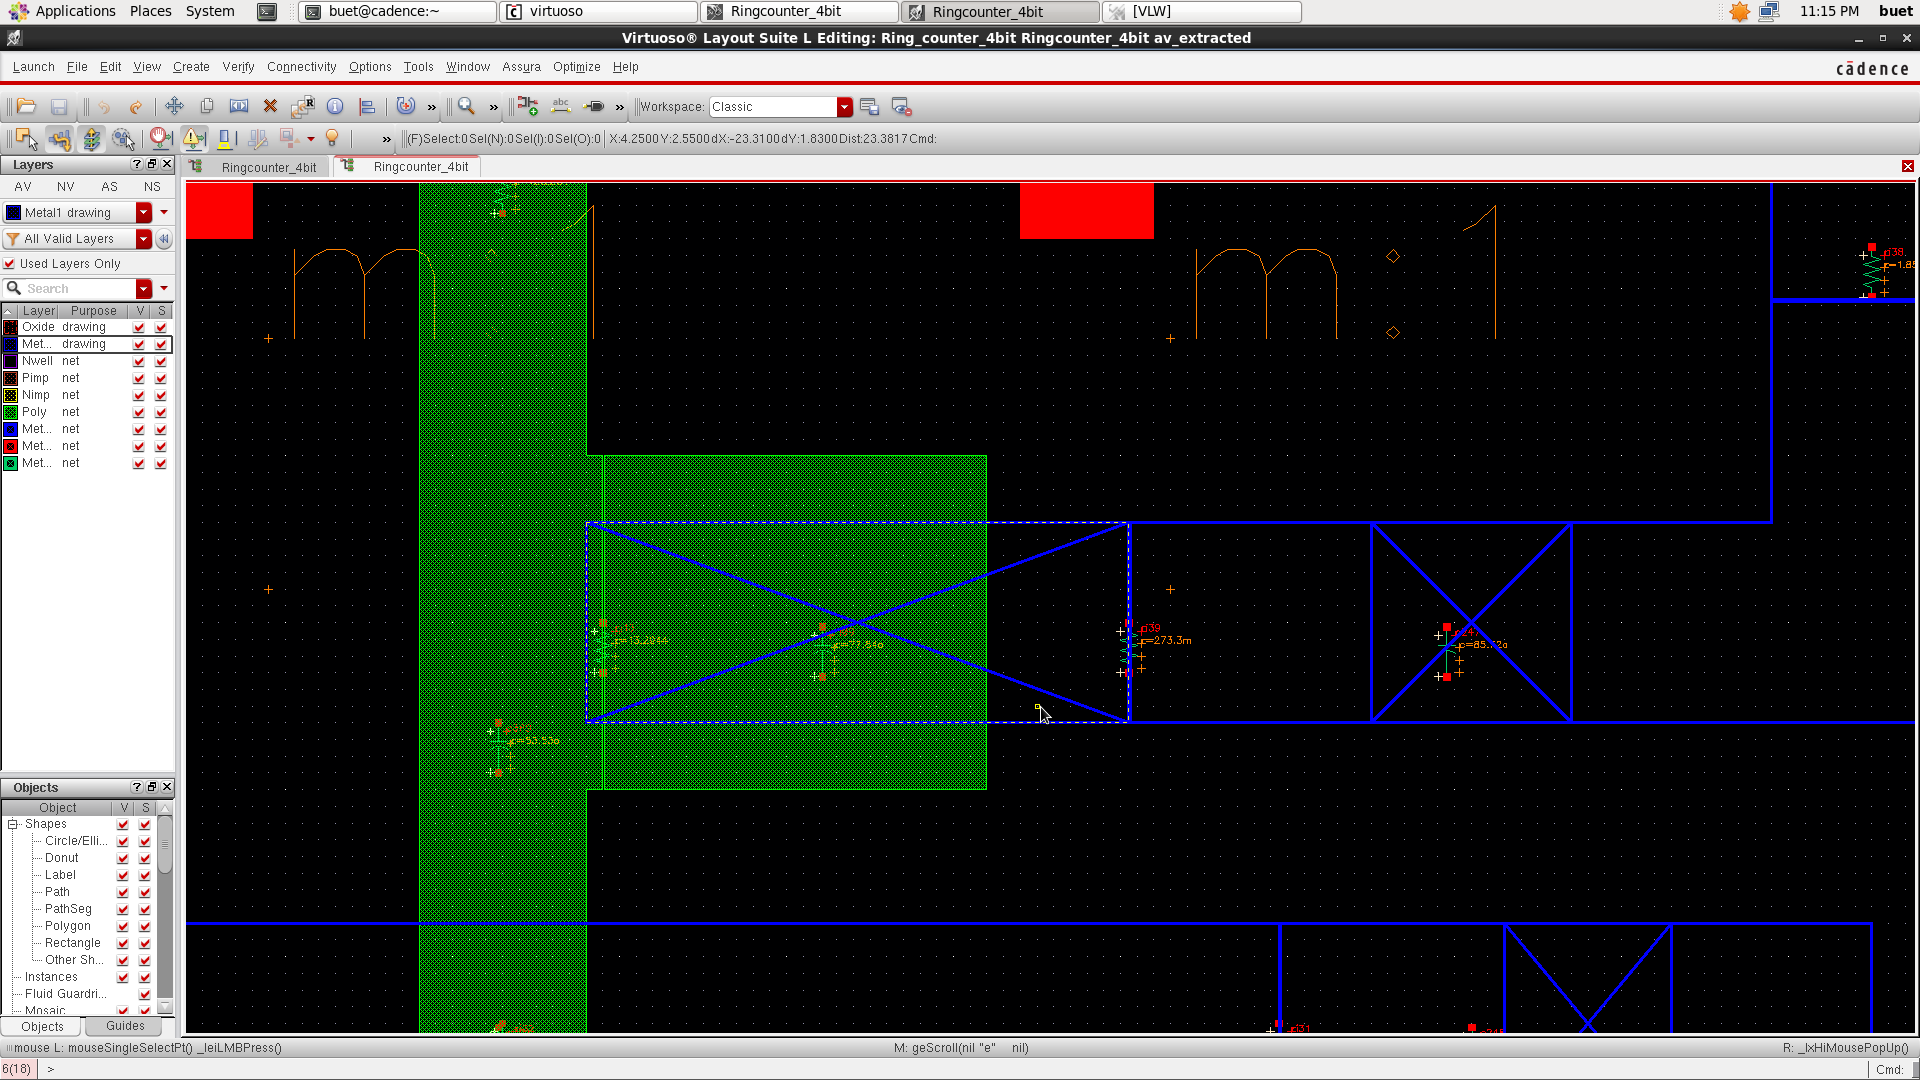 Applications Places System buet@cadence:~ virtuoso Ringcounter_4bit Ringcounter_4bit [VLW] 11:15 PM buet
Virtuoso® Layout Suite L Editing: Ring_counter_4bit Ringcounter_4bit av_extracted
Launch File Edit View Create Verify Connectivity Options Tools Window Assura Optimize Help cādence
Workspace: Classic
(F)Select:0 Sel(N):0 Sel(I):0 Sel(O):0 X:4.2500 Y:2.5500 dX:-23.3100 dY:1.8300 Dist:23.3817 Cmd:
Layers
Ringcounter_4bit Ringcounter_4bit
AV NV AS NS
Metal1 drawing
All Valid Layers
Used Layers Only
Search
Layer Purpose V S
Oxide drawing
Met... drawing
Nwell net
Pimp net
Nimp net
Poly net
Met... net
Met... net
Met... net
m:1
m:1
r=273.3m
Objects
Object V S
Shapes
Circle/Elli...
Donut
Label
Path
PathSeg
Polygon
Rectangle
Other Sh...
Instances
Fluid Guardri...
Mosaic
Objects Guides
mouse L: mouseSingleSelectPt() _leiLMBPress() M: geScroll(nil "e" nil) R: _lxHiMousePopUp()
6(18) > Cmd: